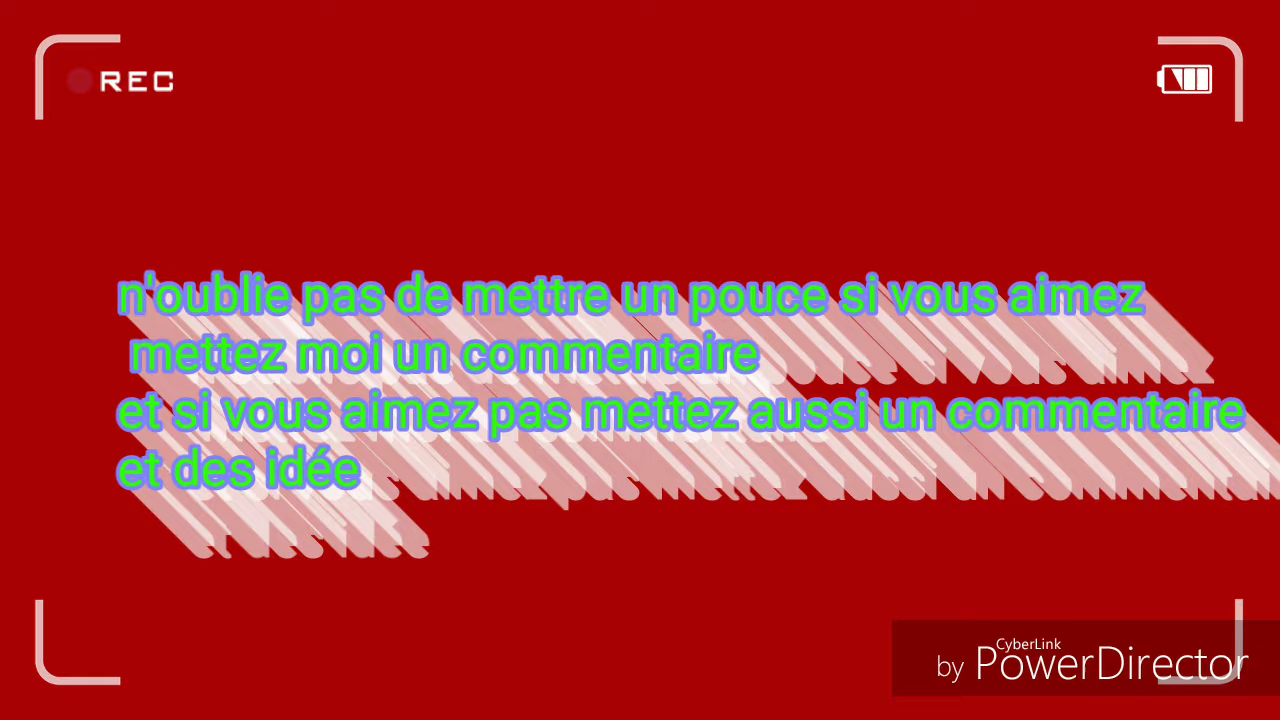 REC
n'oublie pas de mettre un pouce si vous aimez
mettez moi un commentaire
et si vous aimez pas mettez aussi un commentaire
et des idée
CyberLink
by PowerDirector